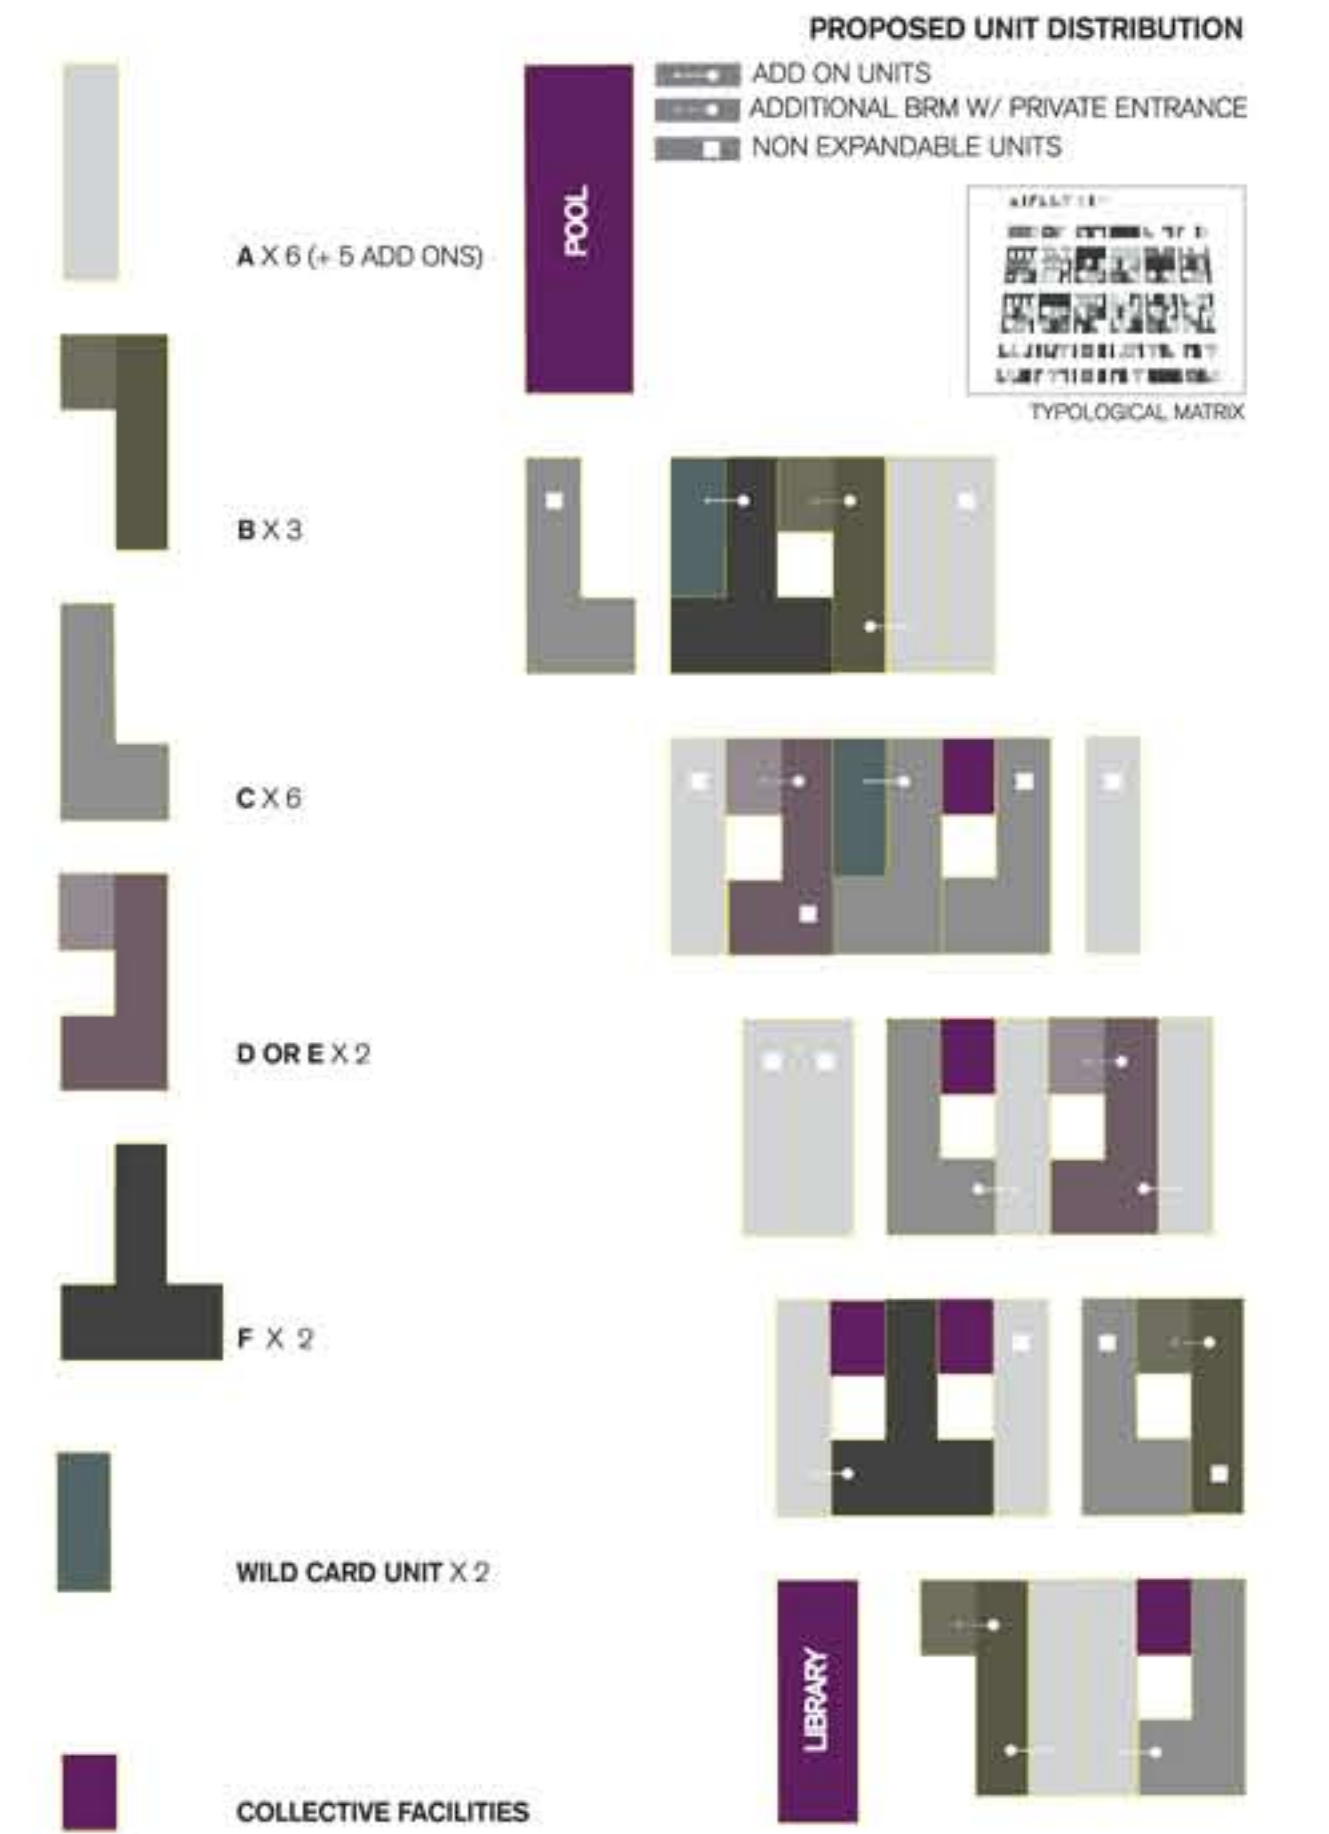 PROPOSED UNIT DISTRIBUTION
ADD ON UNITS
ADDITIONAL BRM W/ PRIVATE ENTRANCE
NON EXPANDABLE UNITS
POOL
A X 6 (+ 5 ADD ONS)
TYPOLOGICAL MATRIX
B X 3
C X 6
D OR E X 2
F X 2
WILD CARD UNIT X 2
LIBRARY
COLLECTIVE FACILITIES